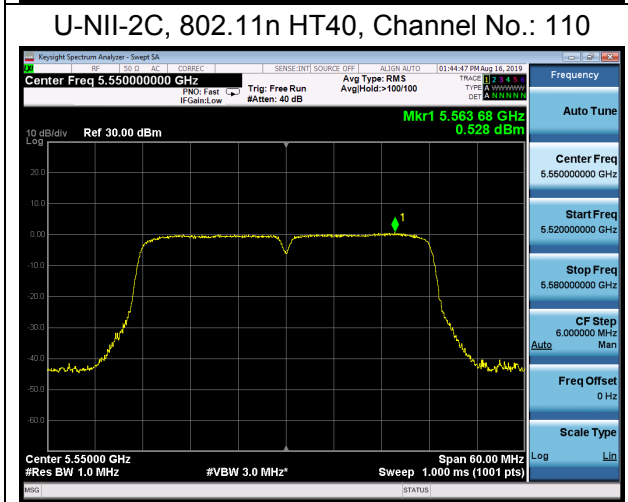 U-NII-2C, 802.11n HT40, Channel No.: 110
Keysight Spectrum Analyzer - Swept SA
RF 50 Ω AC CORREC SENSE:INT SOURCE OFF ALIGN AUTO 01:44:47 PM Aug 16, 2019
Center Freq 5.550000000 GHz
PNO: Fast
IFGain:Low
Trig: Free Run
#Atten: 40 dB
Avg Type: RMS
Avg|Hold:>100/100
TRACE 1 2 3 4 5 6
TYPE A WWWWW
DET A N N N N N
Frequency
Mkr1 5.563 68 GHz
0.528 dBm
10 dB/div Ref 30.00 dBm
Log
20.0
10.0
0.00
-10.0
-20.0
-30.0
-40.0
-50.0
-60.0
1
Auto Tune
Center Freq
5.550000000 GHz
Start Freq
5.520000000 GHz
Stop Freq
5.580000000 GHz
CF Step
6.000000 MHz
Auto Man
Freq Offset
0 Hz
Scale Type
Log Lin
Center 5.55000 GHz Span 60.00 MHz
#Res BW 1.0 MHz #VBW 3.0 MHz* Sweep 1.000 ms (1001 pts)
MSG STATUS